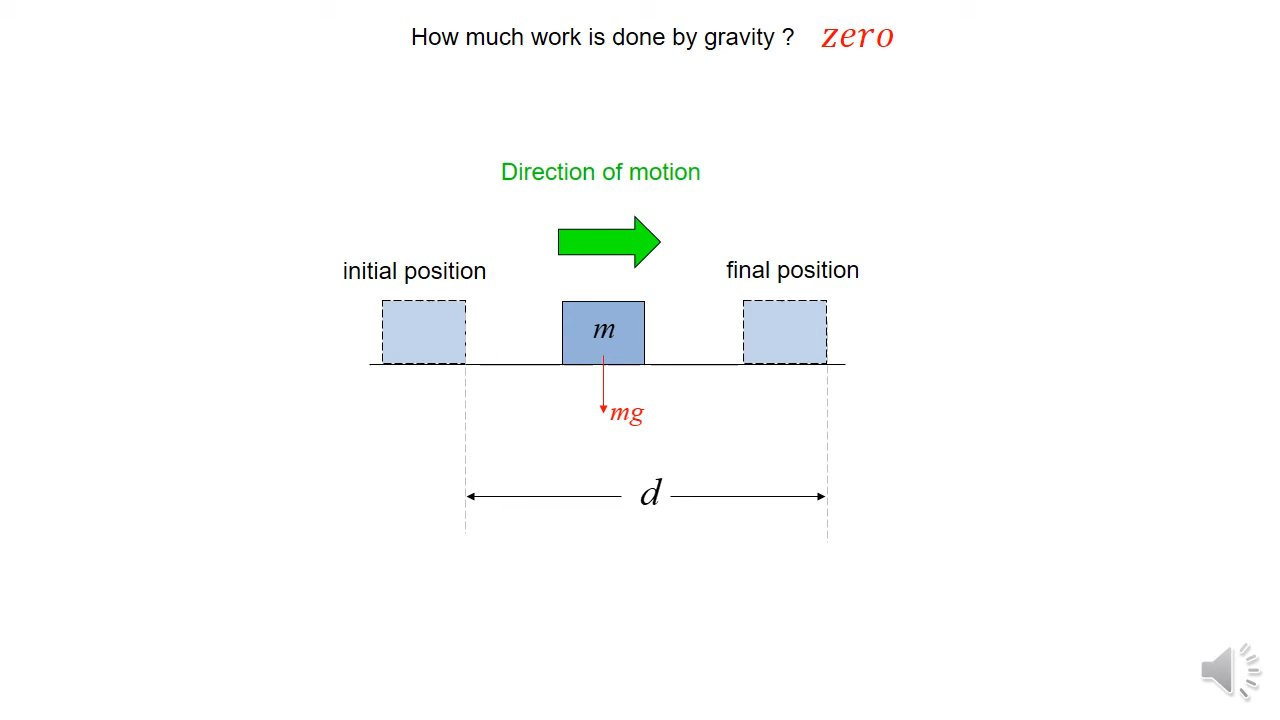 How much work is done by gravity ? zero
Direction of motion
initial position
final position
m
mg
d